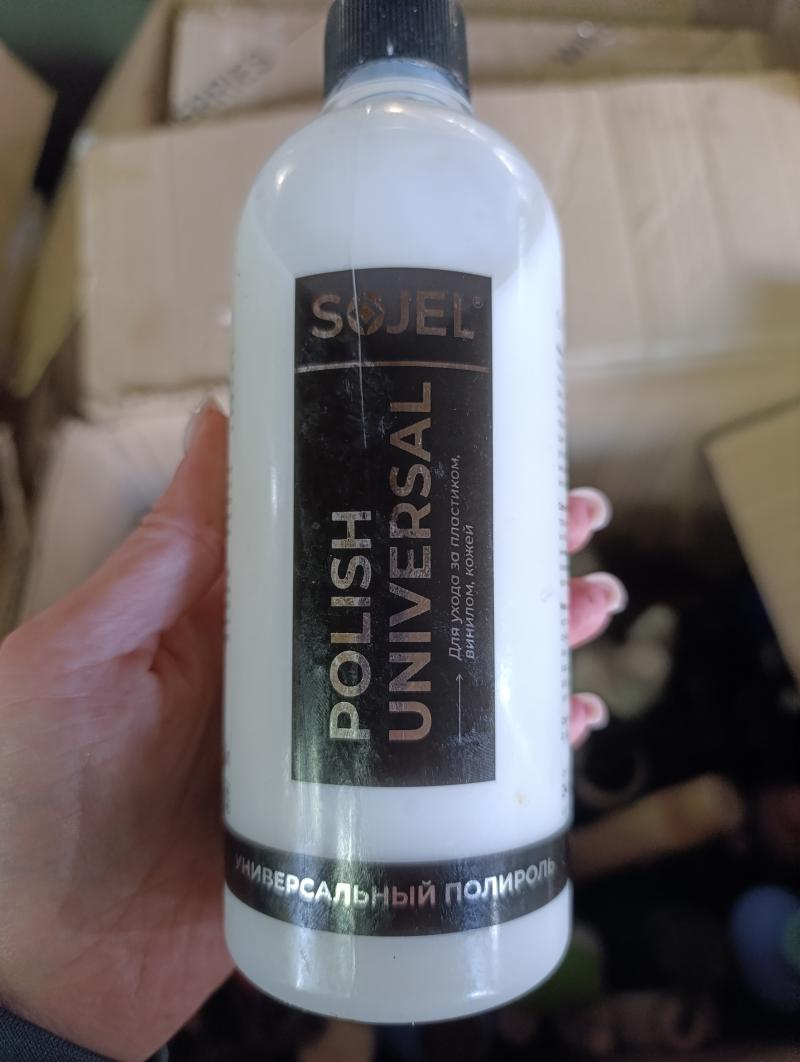 SOJEL®
POLISH
UNIVERSAL
Для ухода за пластиком,
винилом, кожей
УНИВЕРСАЛЬНЫЙ ПОЛИРОЛЬ